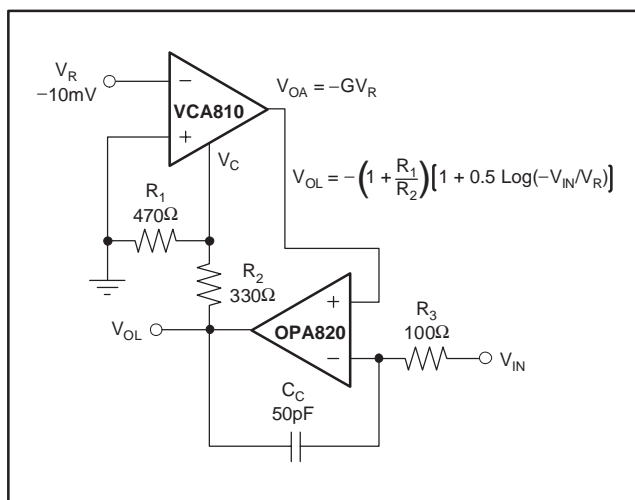 V_R
−10mV
−
VCA810
+
V_OA = −GV_R
V_C
V_OL = −(1 + R_1/R_2)[1 + 0.5 Log(−V_IN/V_R)]
R_1
470Ω
R_2
330Ω
V_OL
+
OPA820
−
R_3
100Ω
V_IN
C_C
50pF